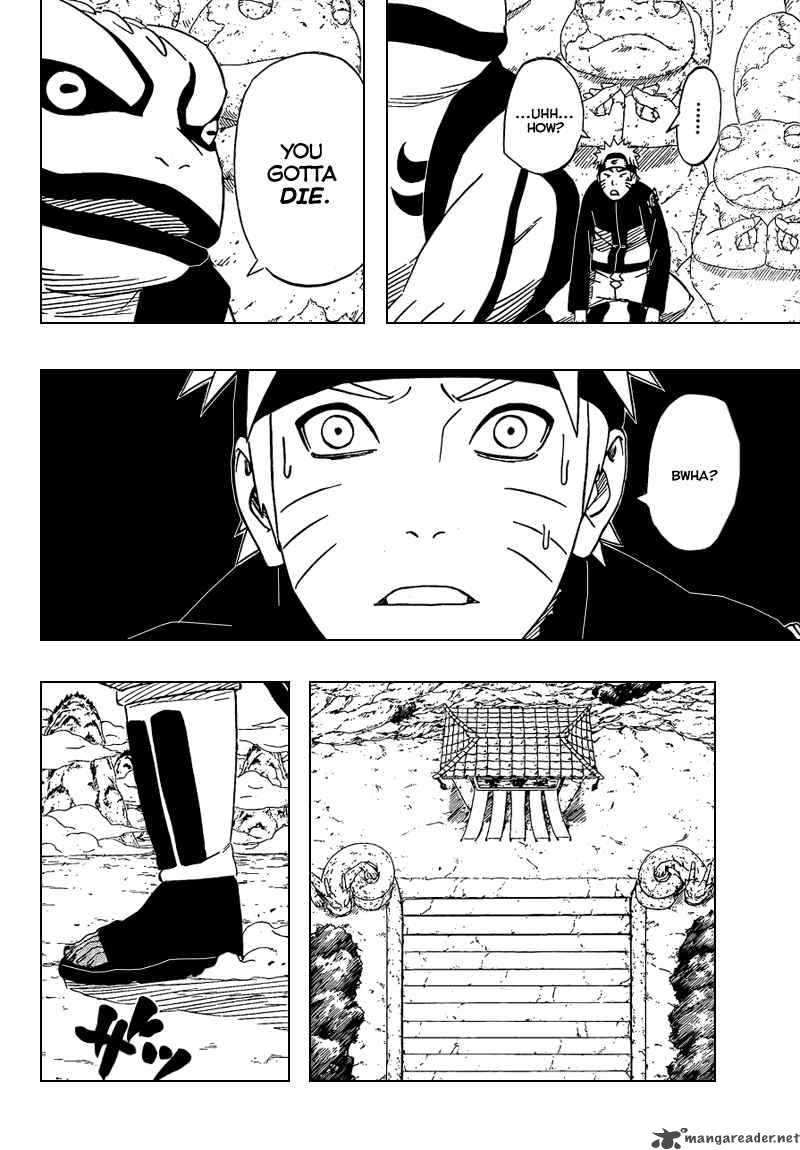 ......
...UHH...
HOW?
YOU
GOTTA
DIE.
BWHA?
ザッ
mangareader.net